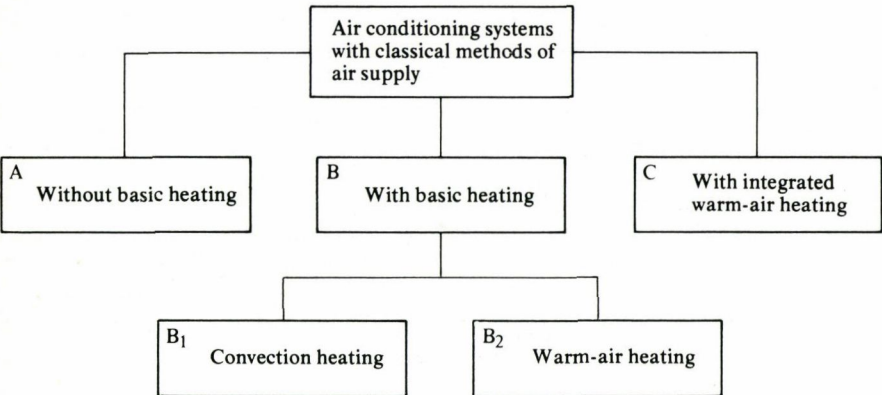 Air conditioning systems
with classical methods of
air supply
A
Without basic heating
B
With basic heating
C
With integrated
warm-air heating
B₁
Convection heating
B₂
Warm-air heating